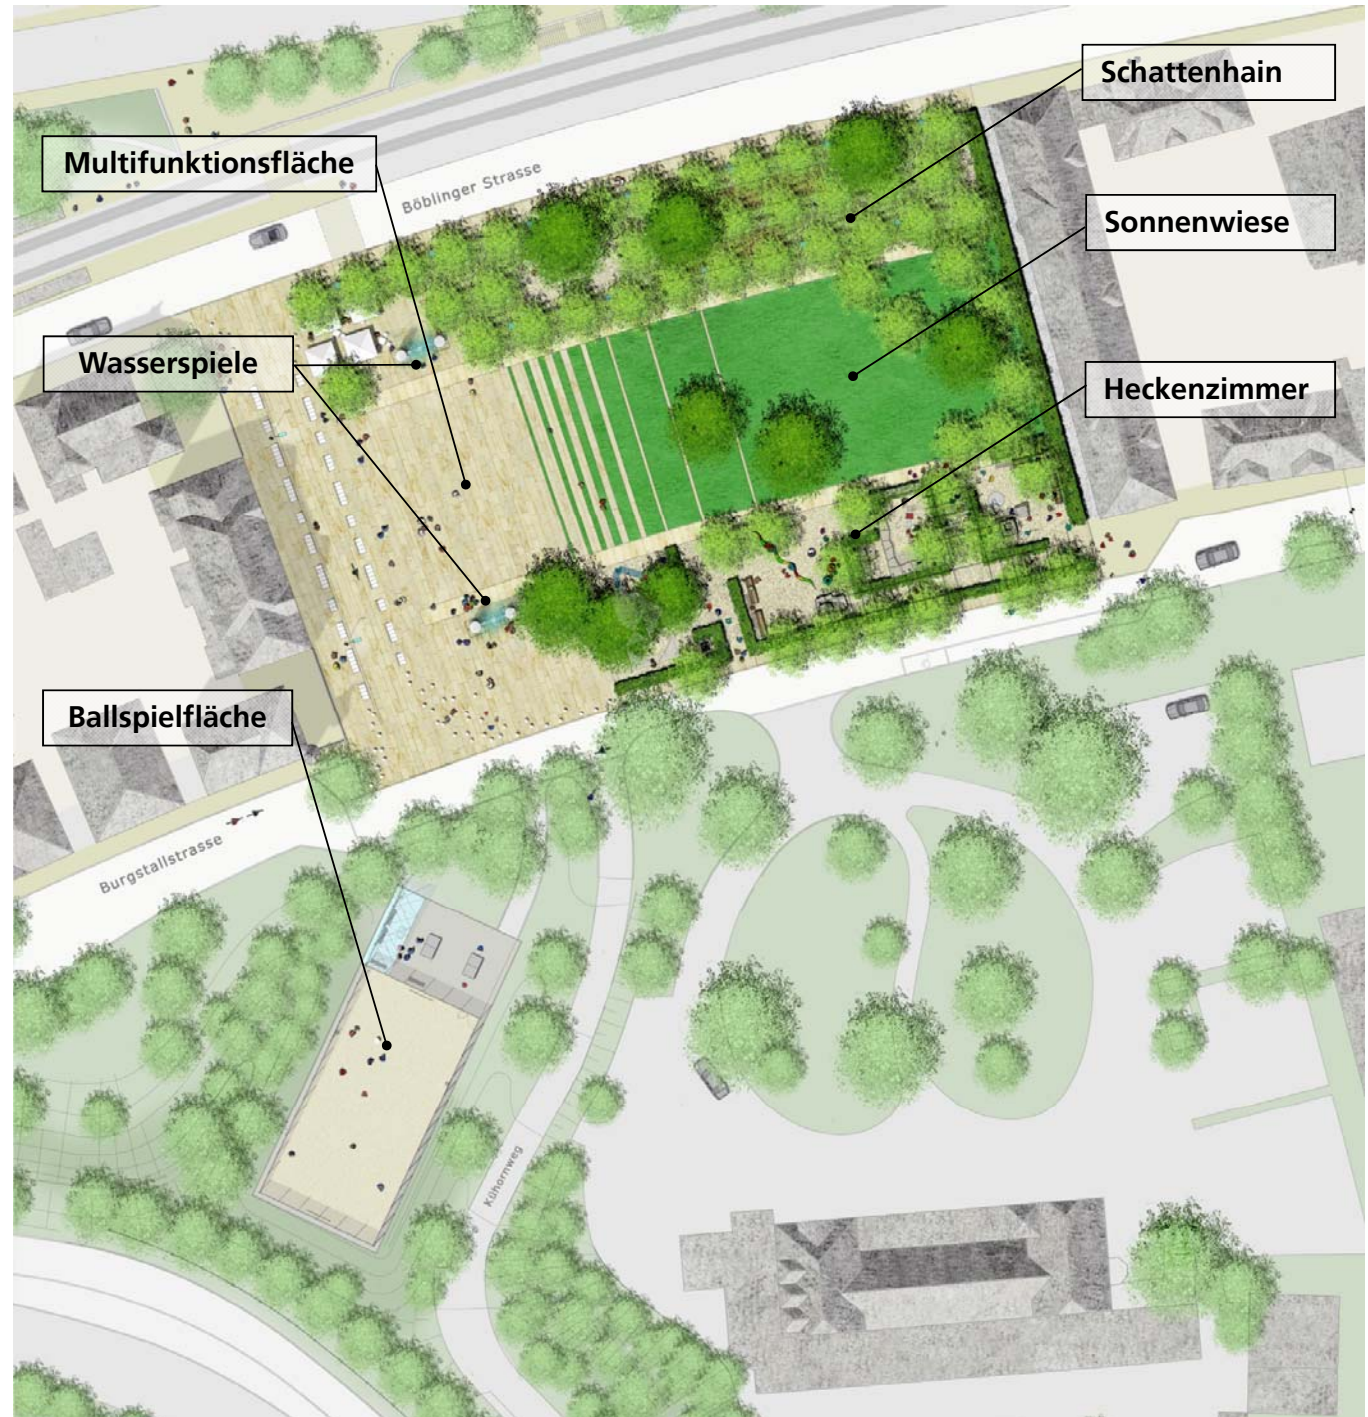 Schattenhain
Multifunktionsfläche
Böblinger Strasse
Sonnenwiese
Wasserspiele
Heckenzimmer
Ballspielfläche
Burgstallstrasse
Kühornweg